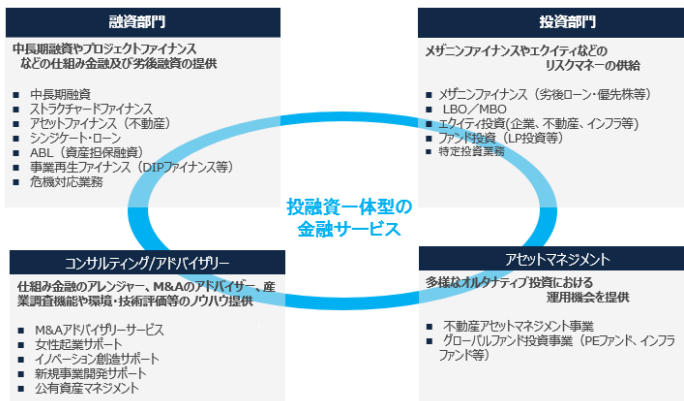 融資部門
中長期融資やプロジェクトファイナンス
などの仕組み金融及び劣後融資の提供
■ 中長期融資
■ ストラクチャードファイナンス
■ アセットファイナンス（不動産）
■ シンジケート・ローン
■ ABL（資産担保融資）
■ 事業再生ファイナンス（DIPファイナンス等）
■ 危機対応業務
投資部門
メザニンファイナンスやエクイティなどの
リスクマネーの供給
■ メザニンファイナンス（劣後ローン・優先株等）
■ LBO／MBO
■ エクイティ投資(企業、不動産、インフラ等)
■ ファンド投資（LP投資等）
■ 特定投資業務
投融資一体型の
金融サービス
コンサルティング/アドバイザリー
仕組み金融のアレンジャー、M&Aのアドバイザー、産
業調査機能や環境・技術評価等のノウハウ提供
■ M&Aアドバイザリーサービス
■ 女性起業サポート
■ イノベーション創造サポート
■ 新規事業開発サポート
■ 公有資産マネジメント
アセットマネジメント
多様なオルタナティブ投資における
運用機会を提供
■ 不動産アセットマネジメント事業
■ グローバルファンド投資事業（PEファンド、インフラ
ファンド等）